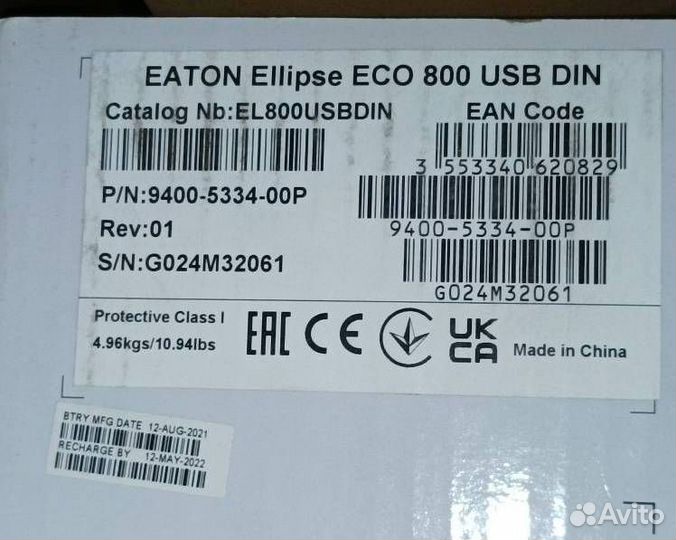 EATON Ellipse ECO 800 USB DIN
Catalog Nb:EL800USBDIN
EAN Code
3 553340 620829
P/N:9400-5334-00P
9400-5334-00P
Rev:01
S/N:G024M32061
G024M32061
Protective Class I
4.96kgs/10.94lbs
EAC CE UK CA
Made in China
BTRY MFG DATE 12-AUG-2021
RECHARGE BY 12-MAY-2022
Avito